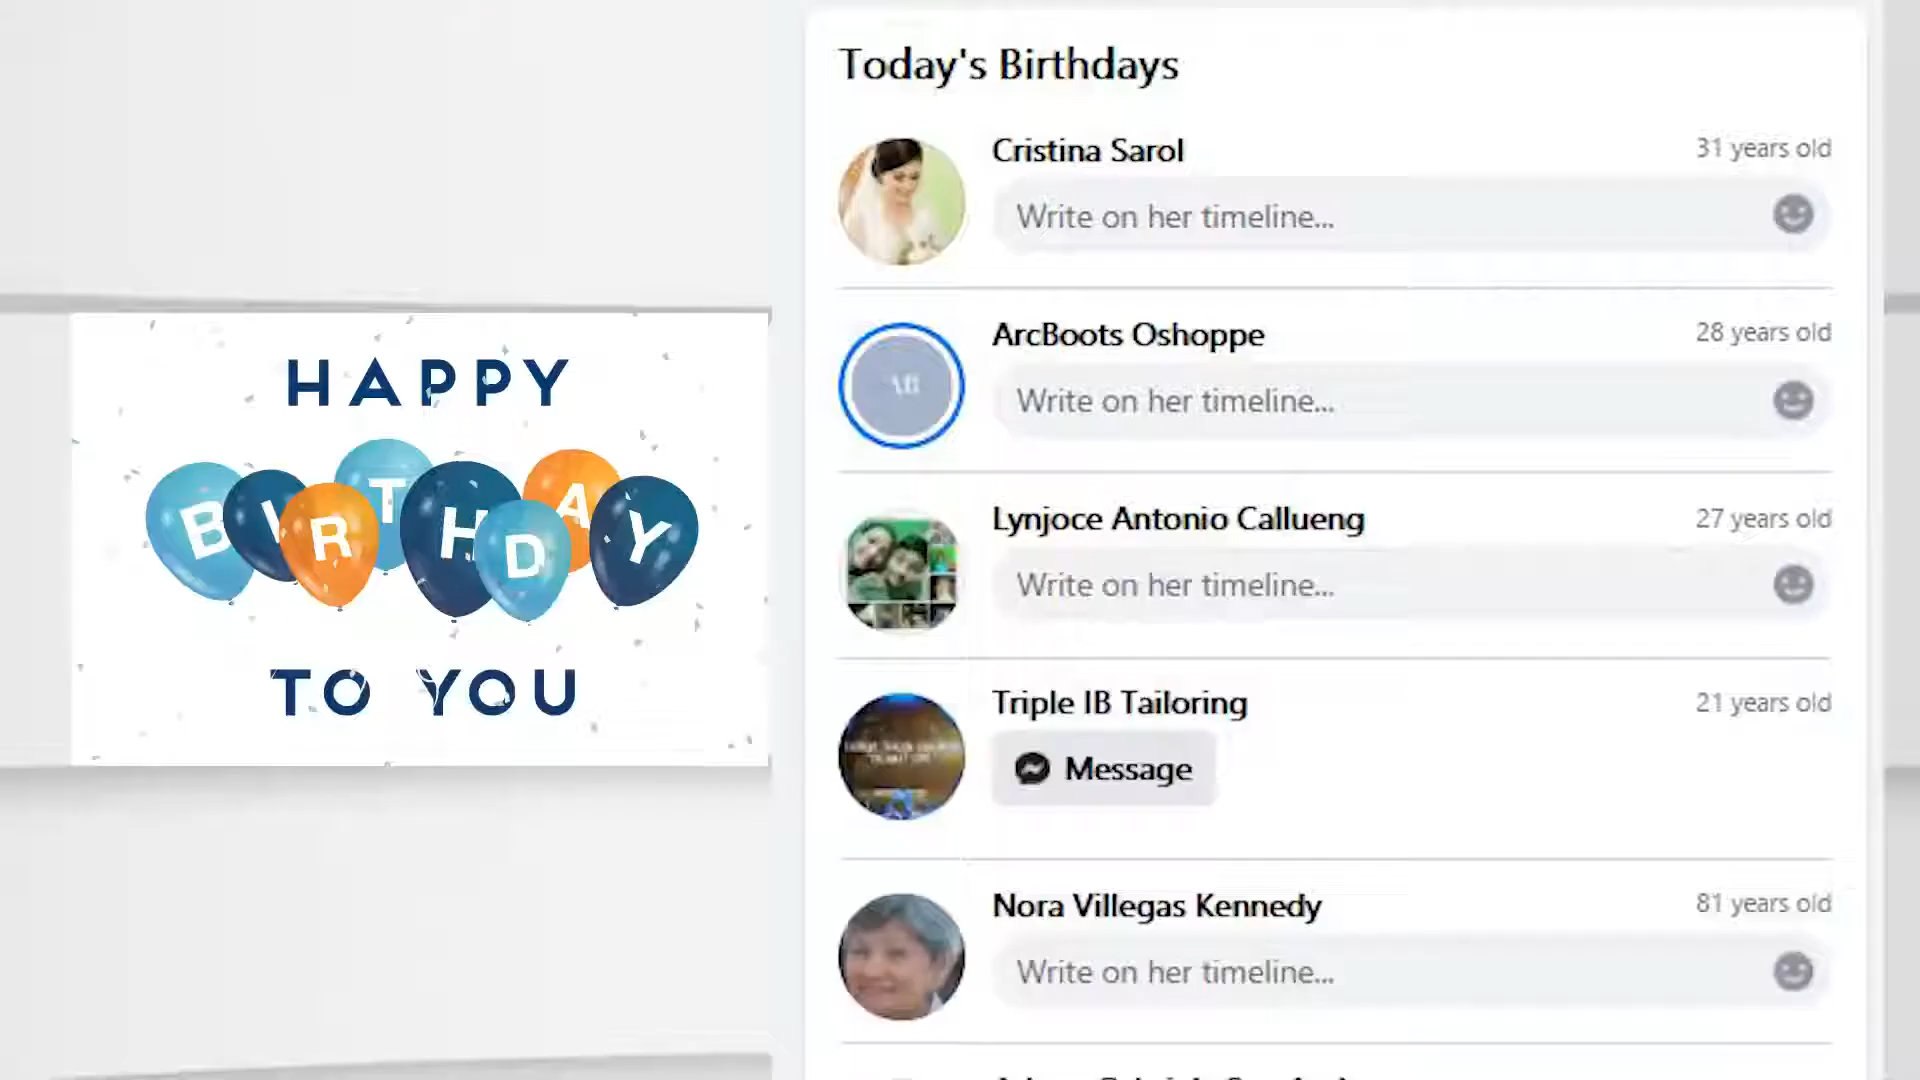 HAPPY
BIRTHDAY
TO YOU
Today's Birthdays
Cristina Sarol
31 years old
Write on her timeline...
ArcBoots Oshoppe
28 years old
Write on her timeline...
Lynjoce Antonio Callueng
27 years old
Write on her timeline...
Triple IB Tailoring
21 years old
Message
Nora Villegas Kennedy
81 years old
Write on her timeline...